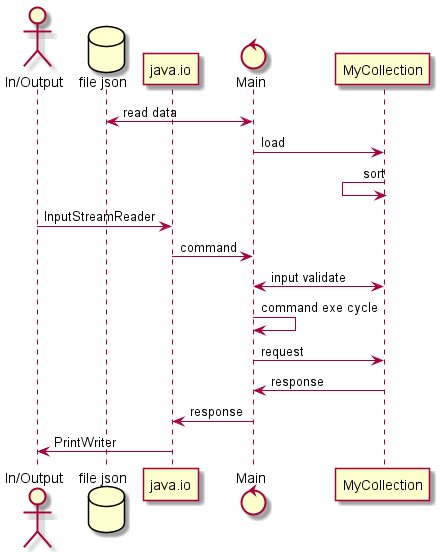 In/Output
file json
java.io
Main
MyCollection
read data
load
sort
InputStreamReader
command
input validate
command exe cycle
request
response
response
PrintWriter
In/Output
file json
java.io
Main
MyCollection